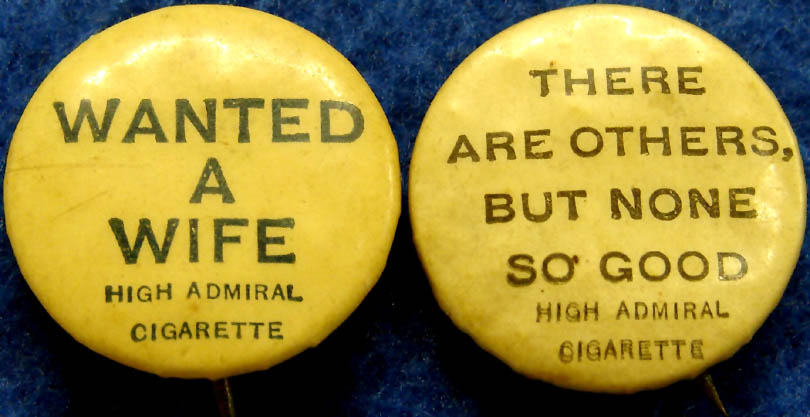 WANTED
A
WIFE
HIGH ADMIRAL
CIGARETTE
THERE
ARE OTHERS,
BUT NONE
SO GOOD
HIGH ADMIRAL
CIGARETTE